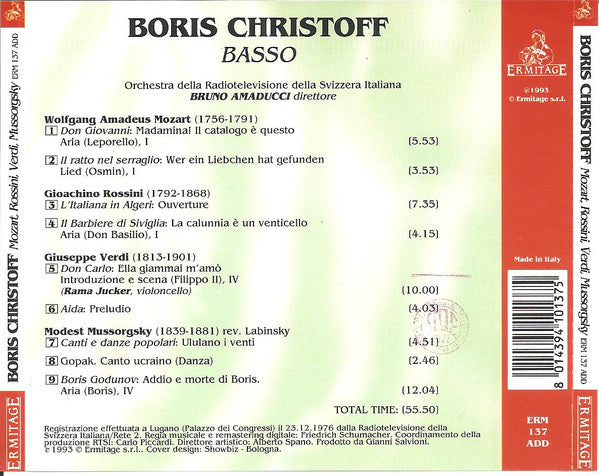 BORIS CHRISTOFF
BASSO
Orchestra della Radiotelevisione della Svizzera Italiana
BRUNO AMADUCCI direttore
Wolfgang Amadeus Mozart (1756-1791)
1 Don Giovanni: Madamina! Il catalogo è questo
Aria (Leporello), I (5.53)
2 Il ratto nel serraglio: Wer ein Liebchen hat gefunden
Lied (Osmin), I (3.53)
Gioachino Rossini (1792-1868)
3 L'Italiana in Algeri: Ouverture (7.35)
4 Il Barbiere di Siviglia: La calunnia è un venticello
Aria (Don Basilio), I (4.15)
Giuseppe Verdi (1813-1901)
5 Don Carlo: Ella giammai m'amò
Introduzione e scena (Filippo II), IV
(Rama Jucker, violoncello) (10.00)
6 Aida: Preludio (4.03)
Modest Mussorgsky (1839-1881) rev. Labinsky
7 Canti e danze popolari: Ululano i venti (4.51)
8 Gopak. Canto ucraino (Danza) (2.46)
9 Boris Godunov: Addio e morte di Boris.
Aria (Boris), IV (12.04)
TOTAL TIME: (55.50)
Registrazione effettuata a Lugano (Palazzo dei Congressi) il 23.12.1976 dalla Radiotelevisione della
Svizzera Italiana/Rete 2. Regia musicale e remastering digitale: Friedrich Schumacher. Coordinamento della
produzione RTSI: Carlo Piccardi. Direttore artistico: Alberto Spano. Prodotto da Gianni Salvioni.
℗ e 1993 © Ermitage s.r.l.. Cover design: Showbiz - Bologna.
ERMITAGE
℗1993
© Ermitage s.r.l.
Made in Italy
8 014394 101375
ERM
137
ADD
ERMITAGE BORIS CHRISTOFF Mozart, Rossini, Verdi, Mussorgsky ERM 137 ADD
BORIS CHRISTOFF Mozart, Rossini, Verdi, Mussorgsky ERM 137 ADD ERMITAGE